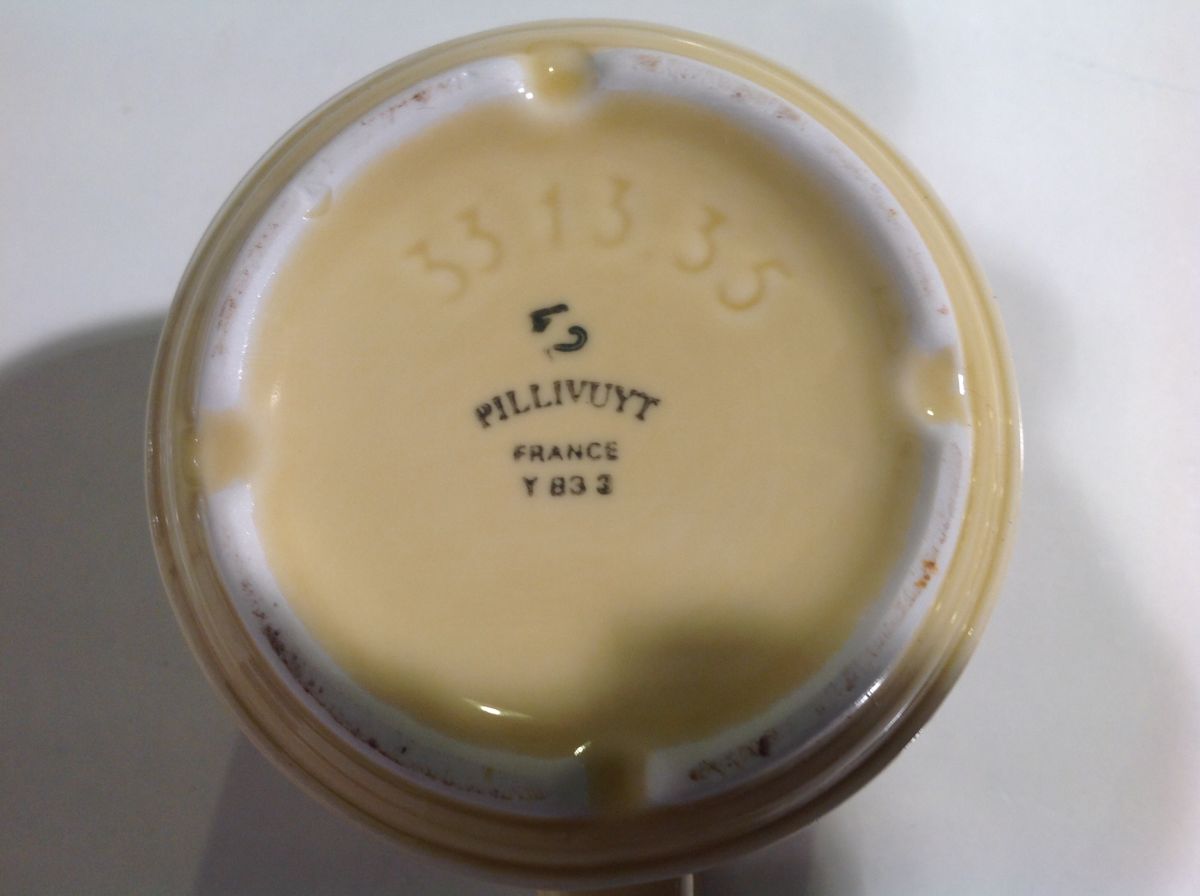 33 13.35
PILLIVUYT
FRANCE
Y 83 3